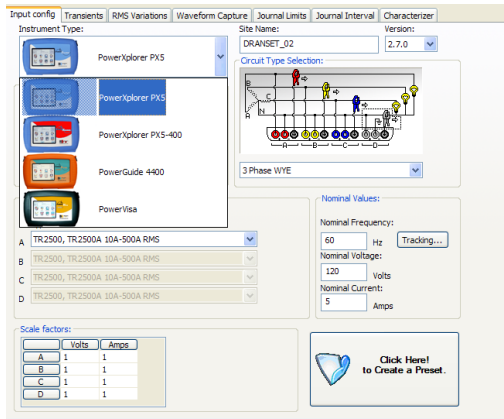 Input config Transients RMS Variations Waveform Capture Journal Limits Journal Interval Characterizer
Instrument Type:
Site Name:
Version:
PowerXplorer PX5
DRANSET_02
2.7.0
Circuit Type Selection:
PowerXplorer PX5
PowerXplorer PX5-400
PowerGuide 4400
PowerVisa
B
C
A
N
A B C D
3 Phase WYE
A TR2500, TR2500A 10A-500A RMS
B TR2500, TR2500A 10A-500A RMS
C TR2500, TR2500A 10A-500A RMS
D TR2500, TR2500A 10A-500A RMS
Nominal Values:
Nominal Frequency:
60 Hz Tracking...
Nominal Voltage:
120 Volts
Nominal Current:
5 Amps
Scale factors:
Volts Amps
A 1 1
B 1 1
C 1 1
D 1 1
Click Here!
to Create a Preset.